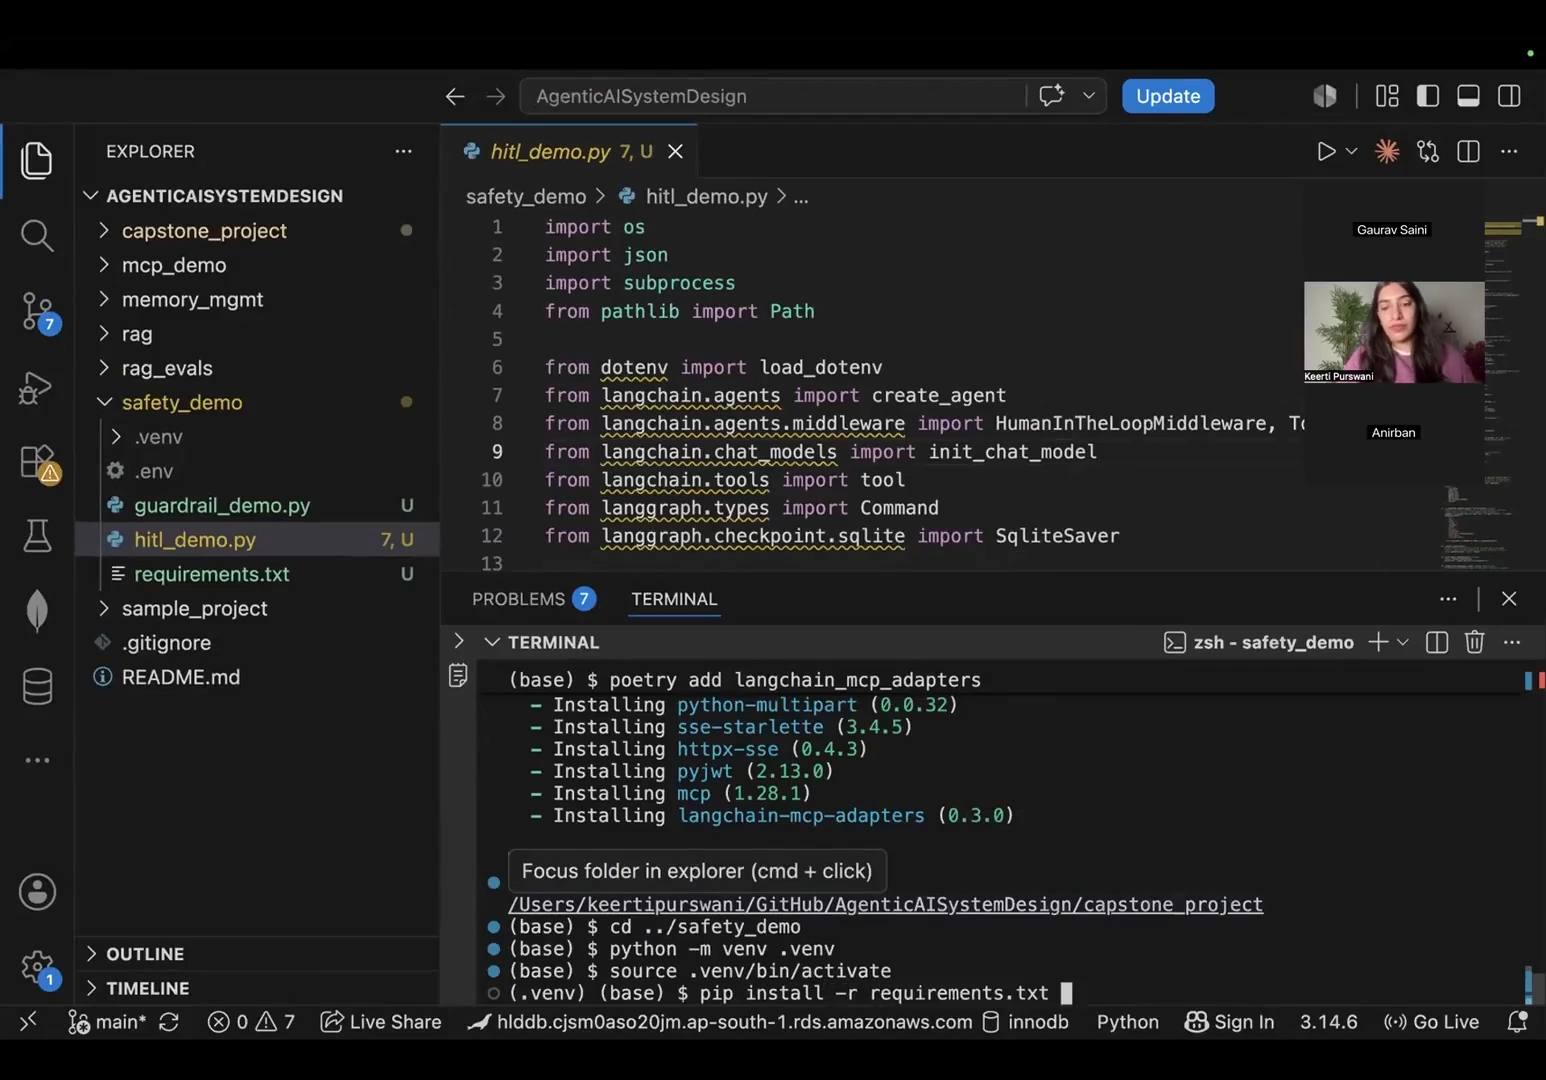 AgenticAISystemDesign
Update
EXPLORER
AGENTICAISYSTEMDESIGN
capstone_project
mcp_demo
memory_mgmt
rag
rag_evals
safety_demo
.venv
.env
guardrail_demo.py U
hitl_demo.py 7, U
requirements.txt U
sample_project
.gitignore
README.md
OUTLINE
TIMELINE
7
1
hitl_demo.py 7, U
safety_demo > hitl_demo.py > ...
1 import os
2 import json
3 import subprocess
4 from pathlib import Path
5
6 from dotenv import load_dotenv
7 from langchain.agents import create_agent
8 from langchain.agents.middleware import HumanInTheLoopMiddleware, To
9 from langchain.chat_models import init_chat_model
10 from langchain.tools import tool
11 from langgraph.types import Command
12 from langgraph.checkpoint.sqlite import SqliteSaver
13
Gaurav Saini
Keerti Purswani
Anirban
PROBLEMS 7 TERMINAL
TERMINAL
zsh - safety_demo
(base) $ poetry add langchain_mcp_adapters
- Installing python-multipart (0.0.32)
- Installing sse-starlette (3.4.5)
- Installing httpx-sse (0.4.3)
- Installing pyjwt (2.13.0)
- Installing mcp (1.28.1)
- Installing langchain-mcp-adapters (0.3.0)
Focus folder in explorer (cmd + click)
/Users/keertipurswani/GitHub/AgenticAISystemDesign/capstone_project
(base) $ cd ../safety_demo
(base) $ python -m venv .venv
(base) $ source .venv/bin/activate
(.venv) (base) $ pip install -r requirements.txt
main* 0 7 Live Share hlddb.cjsm0aso20jm.ap-south-1.rds.amazonaws.com innodb Python Sign In 3.14.6 Go Live